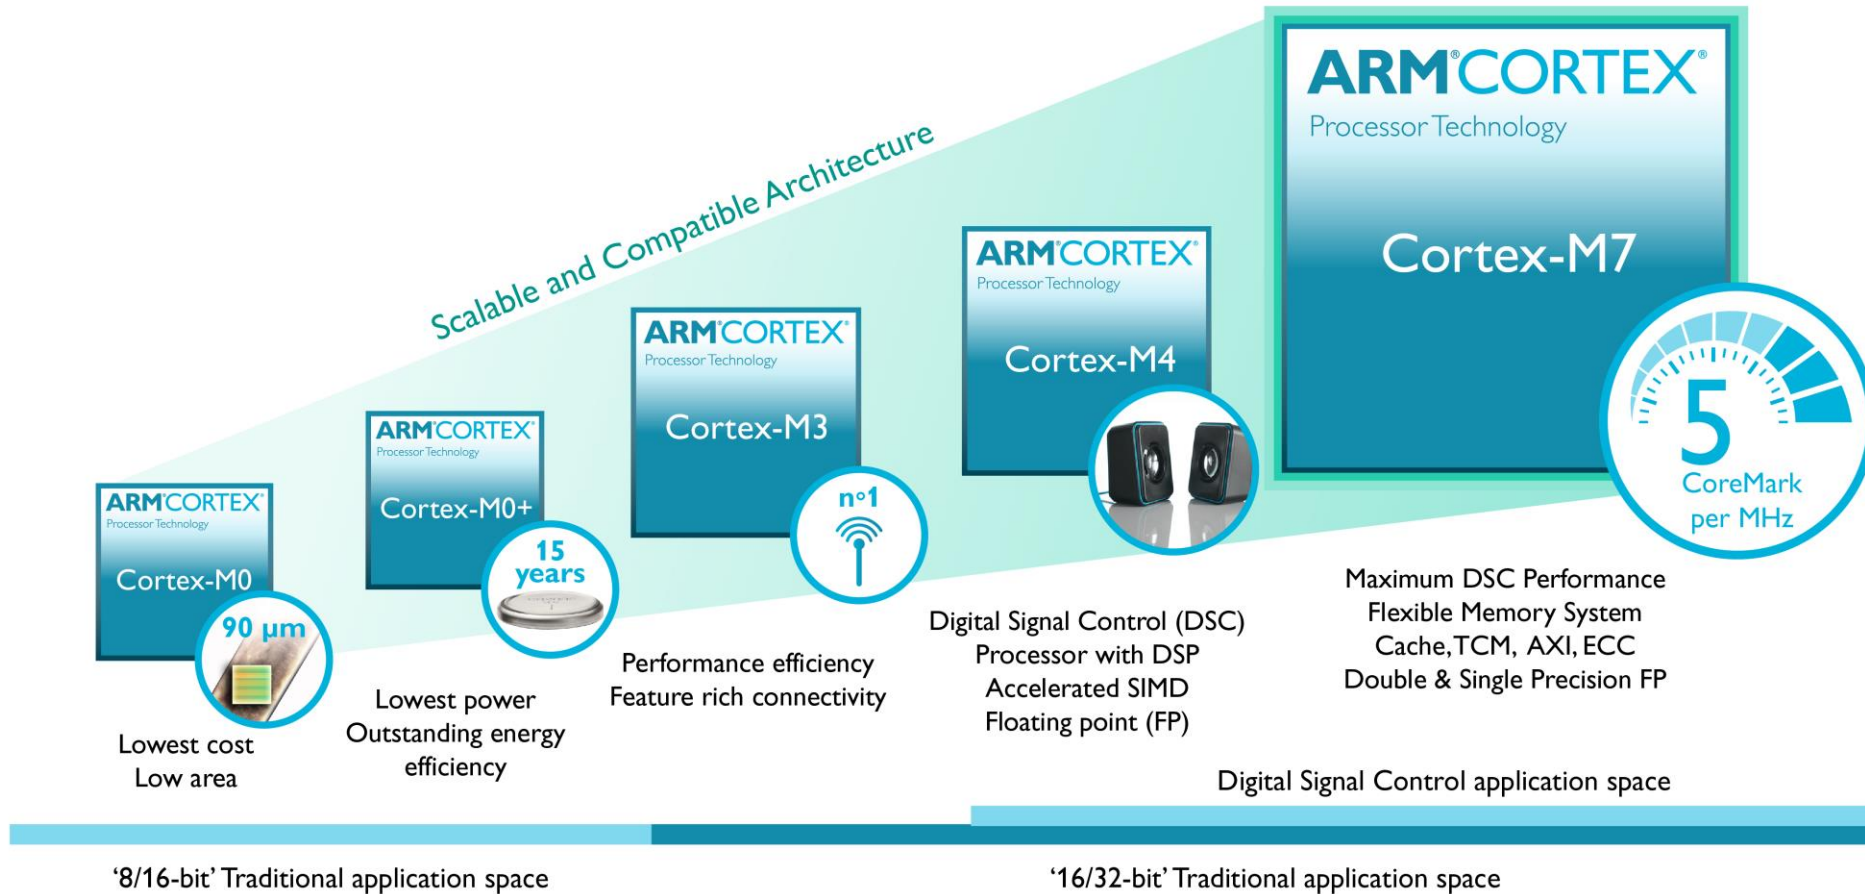 Scalable and Compatible Architecture
ARM®CORTEX®
Processor Technology
Cortex-M0
90 µm
Lowest cost
Low area
ARM®CORTEX®
Processor Technology
Cortex-M0+
15
years
Lowest power
Outstanding energy
efficiency
ARM®CORTEX®
Processor Technology
Cortex-M3
n°1
Performance efficiency
Feature rich connectivity
ARM®CORTEX®
Processor Technology
Cortex-M4
Digital Signal Control (DSC)
Processor with DSP
Accelerated SIMD
Floating point (FP)
ARM®CORTEX®
Processor Technology
Cortex-M7
5
CoreMark
per MHz
Maximum DSC Performance
Flexible Memory System
Cache, TCM, AXI, ECC
Double & Single Precision FP
Digital Signal Control application space
‘8/16-bit’ Traditional application space
‘16/32-bit’ Traditional application space